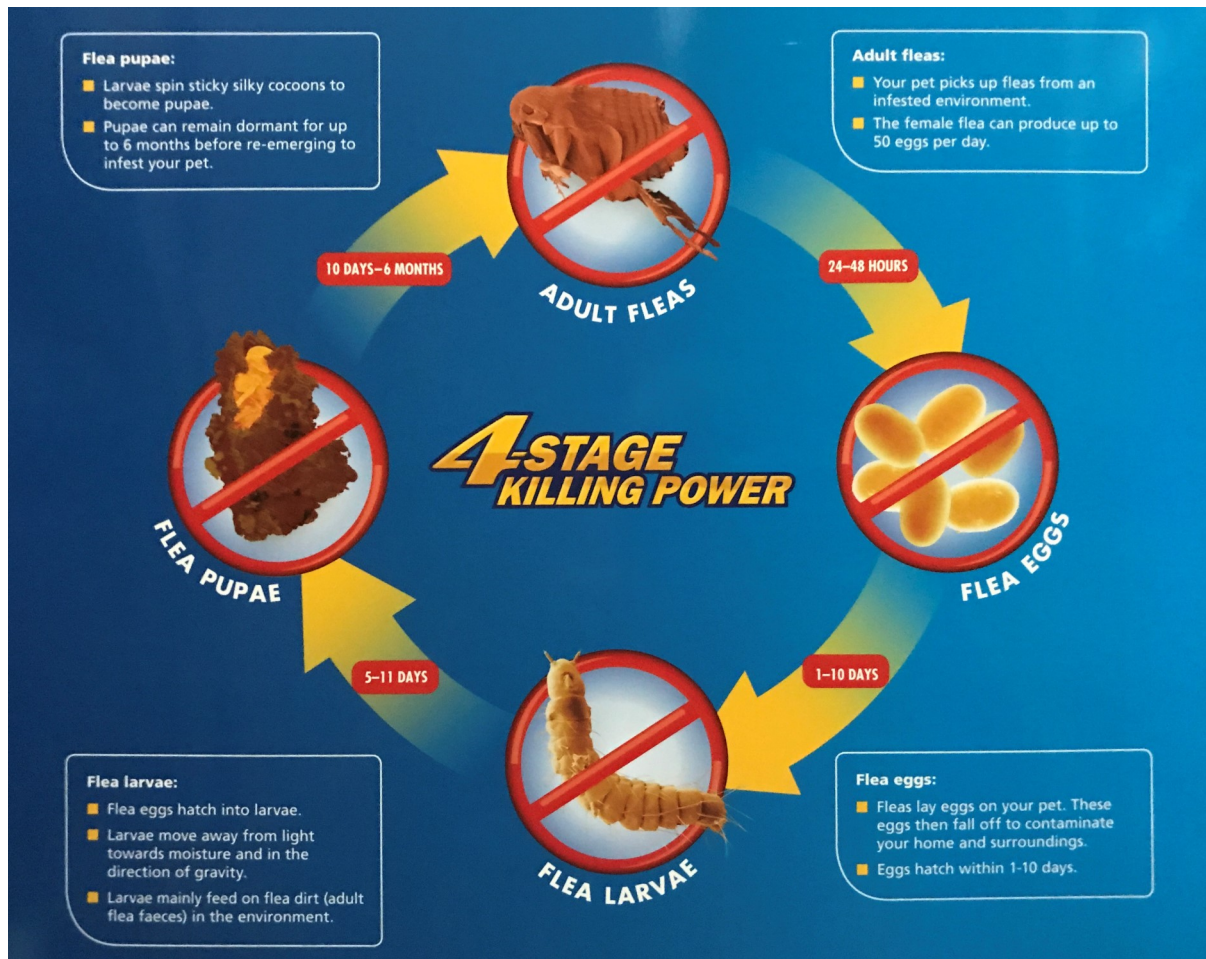 Flea pupae:
Larvae spin sticky silky cocoons to
become pupae.
Pupae can remain dormant for up
to 6 months before re-emerging to
infest your pet.
Adult fleas:
Your pet picks up fleas from an
infested environment.
The female flea can produce up to
50 eggs per day.
10 DAYS–6 MONTHS
24–48 HOURS
ADULT FLEAS
4-STAGE
KILLING POWER
FLEA PUPAE
FLEA EGGS
5–11 DAYS
1–10 DAYS
FLEA LARVAE
Flea larvae:
Flea eggs hatch into larvae.
Larvae move away from light
towards moisture and in the
direction of gravity.
Larvae mainly feed on flea dirt (adult
flea faeces) in the environment.
Flea eggs:
Fleas lay eggs on your pet. These
eggs then fall off to contaminate
your home and surroundings.
Eggs hatch within 1-10 days.